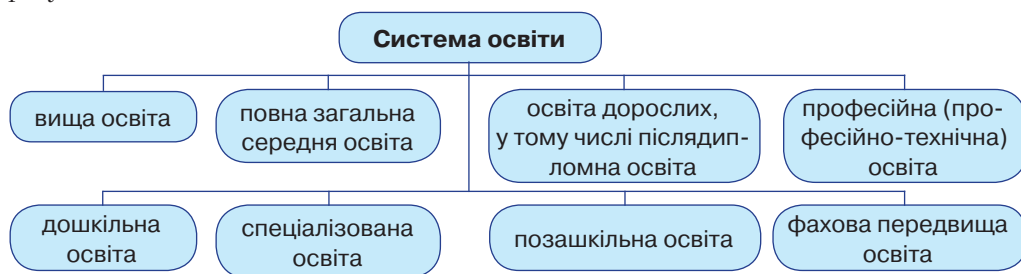 Система освіти
вища освіта
повна загальна
середня освіта
освіта дорослих,
у тому числі післядип-
ломна освіта
професійна (про-
фесійно-технічна)
освіта
дошкільна
освіта
спеціалізована
освіта
позашкільна освіта
фахова передвища
освіта